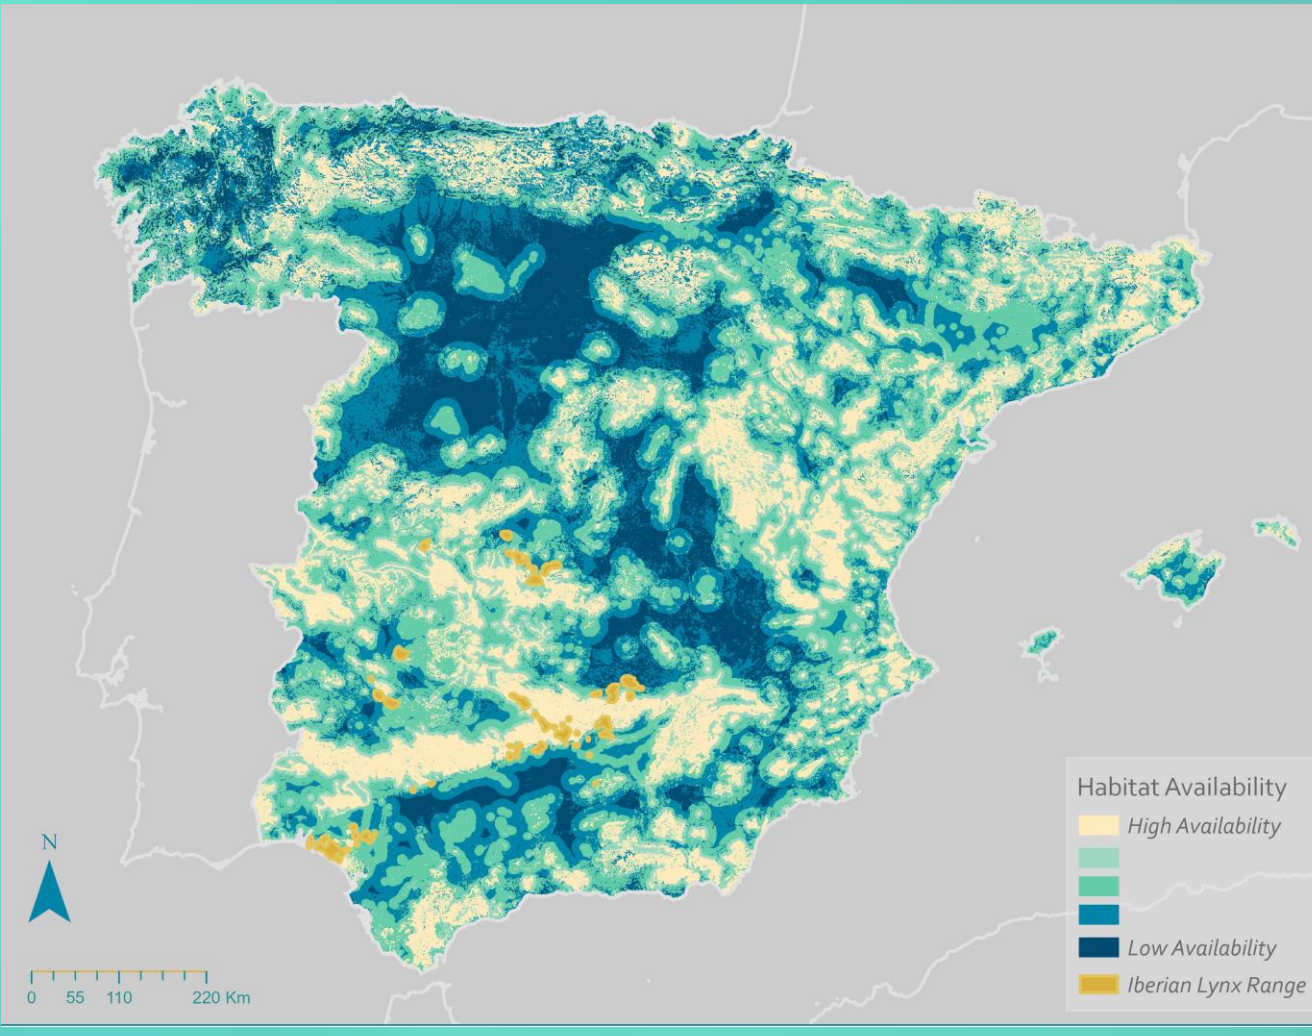 Habitat Availability
High Availability
Low Availability
Iberian Lynx Range
N
0 55 110 220 Km